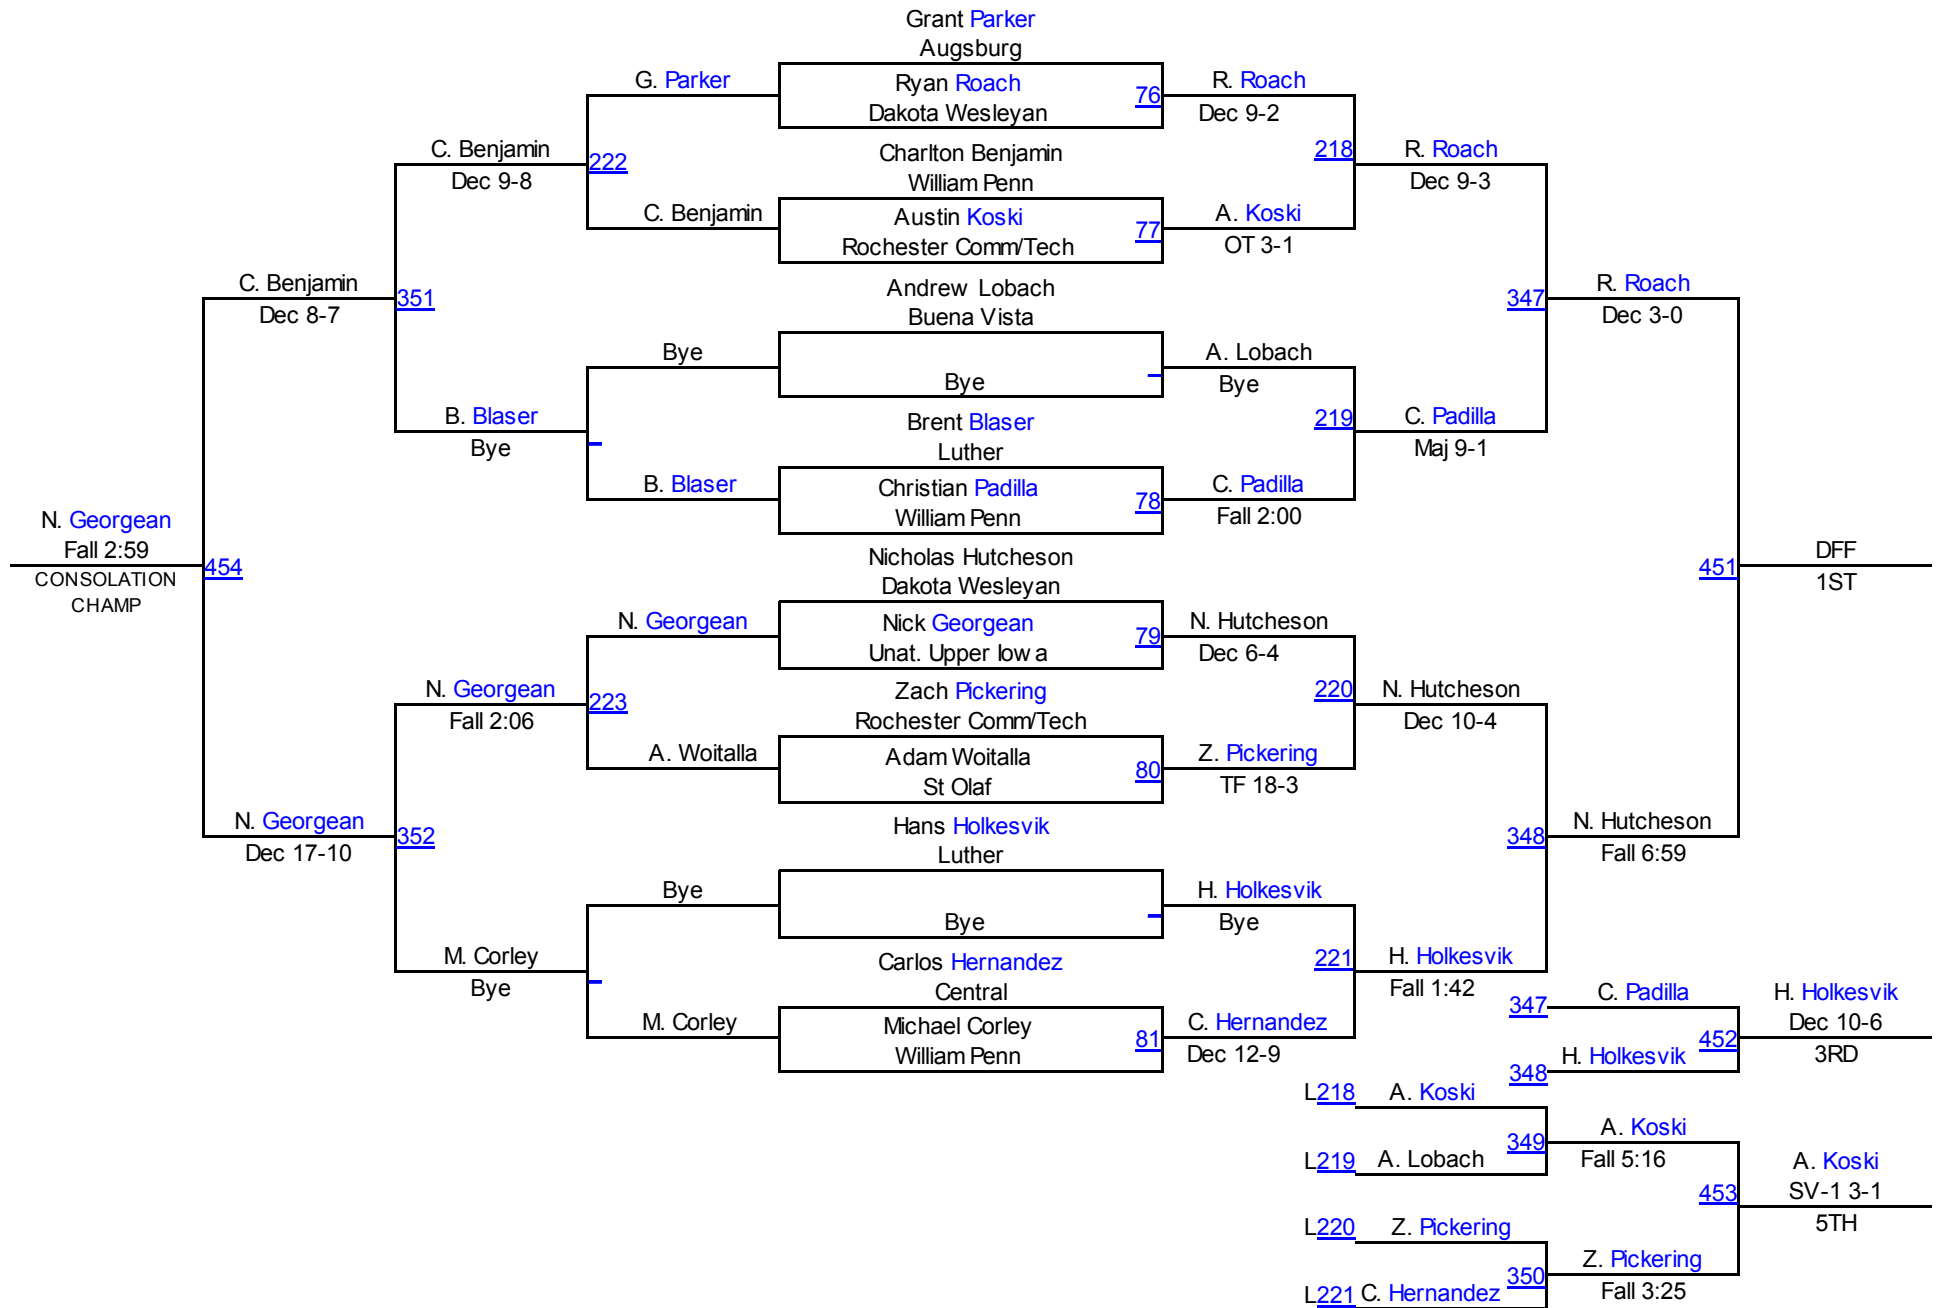 Grant Parker
Augsburg
G. Parker
Ryan Roach
Dakota Wesleyan
76
R. Roach
Dec 9-2
C. Benjamin
Dec 9-8
222
Charlton Benjamin
William Penn
218
R. Roach
Dec 9-3
C. Benjamin
Austin Koski
Rochester Comm/Tech
77
A. Koski
OT 3-1
C. Benjamin
Dec 8-7
351
Andrew Lobach
Buena Vista
347
R. Roach
Dec 3-0
Bye
Bye
A. Lobach
Bye
B. Blaser
Bye
Brent Blaser
Luther
219
C. Padilla
Maj 9-1
B. Blaser
Christian Padilla
William Penn
78
C. Padilla
Fall 2:00
N. Georgean
Fall 2:59
CONSOLATION
CHAMP
454
Nicholas Hutcheson
Dakota Wesleyan
451
DFF
1ST
N. Georgean
Nick Georgean
Unat. Upper Iowa
79
N. Hutcheson
Dec 6-4
N. Georgean
Fall 2:06
223
Zach Pickering
Rochester Comm/Tech
220
N. Hutcheson
Dec 10-4
A. Woitalla
Adam Woitalla
St Olaf
80
Z. Pickering
TF 18-3
N. Georgean
Dec 17-10
352
Hans Holkesvik
Luther
348
N. Hutcheson
Fall 6:59
Bye
Bye
H. Holkesvik
Bye
M. Corley
Bye
Carlos Hernandez
Central
221
H. Holkesvik
Fall 1:42
M. Corley
Michael Corley
William Penn
81
C. Hernandez
Dec 12-9
347
C. Padilla
452
H. Holkesvik
Dec 10-6
3RD
348
H. Holkesvik
L218
A. Koski
349
A. Koski
Fall 5:16
L219
A. Lobach
453
A. Koski
SV-1 3-1
5TH
L220
Z. Pickering
350
Z. Pickering
Fall 3:25
L221
C. Hernandez